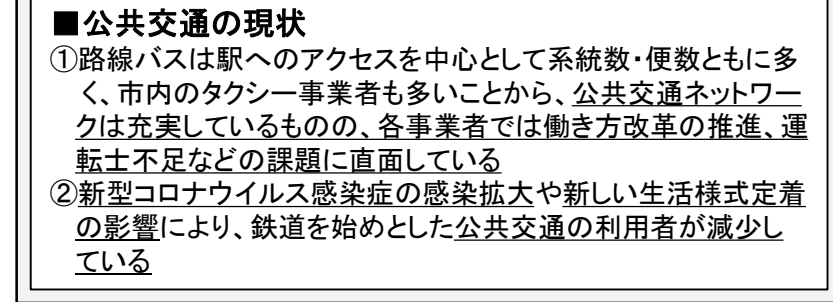 ■公共交通の現状
①路線バスは駅へのアクセスを中心として系統数・便数ともに多
く、市内のタクシー事業者も多いことから、公共交通ネットワー
クは充実しているものの、各事業者では働き方改革の推進、運
転士不足などの課題に直面している
②新型コロナウイルス感染症の感染拡大や新しい生活様式定着
の影響により、鉄道を始めとした公共交通の利用者が減少し
ている